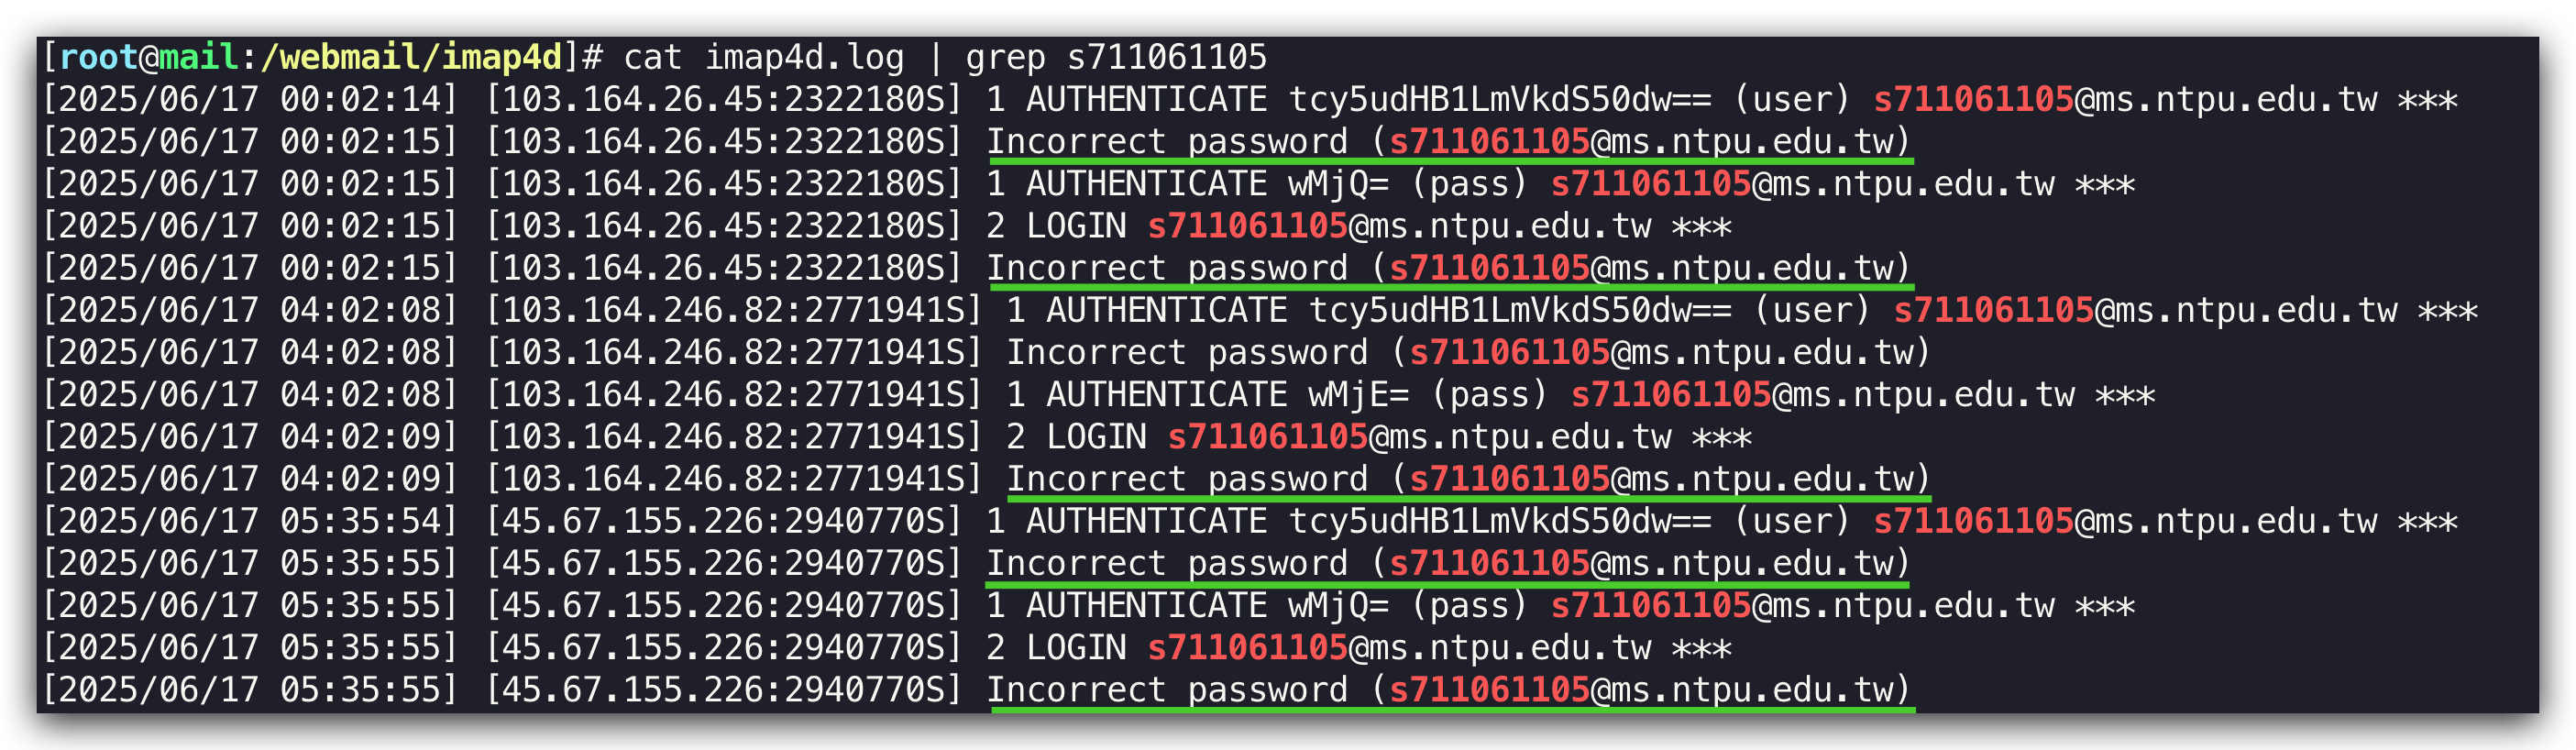 [root@mail:/webmail/imap4d]# cat imap4d.log | grep s711061105
[2025/06/17 00:02:14] [103.164.26.45:2322180S] 1 AUTHENTICATE tcy5udHB1LmVkdS50dw== (user) s711061105@ms.ntpu.edu.tw ***
[2025/06/17 00:02:15] [103.164.26.45:2322180S] Incorrect password (s711061105@ms.ntpu.edu.tw)
[2025/06/17 00:02:15] [103.164.26.45:2322180S] 1 AUTHENTICATE wMjQ= (pass) s711061105@ms.ntpu.edu.tw ***
[2025/06/17 00:02:15] [103.164.26.45:2322180S] 2 LOGIN s711061105@ms.ntpu.edu.tw ***
[2025/06/17 00:02:15] [103.164.26.45:2322180S] Incorrect password (s711061105@ms.ntpu.edu.tw)
[2025/06/17 04:02:08] [103.164.246.82:2771941S] 1 AUTHENTICATE tcy5udHB1LmVkdS50dw== (user) s711061105@ms.ntpu.edu.tw ***
[2025/06/17 04:02:08] [103.164.246.82:2771941S] Incorrect password (s711061105@ms.ntpu.edu.tw)
[2025/06/17 04:02:08] [103.164.246.82:2771941S] 1 AUTHENTICATE wMjE= (pass) s711061105@ms.ntpu.edu.tw ***
[2025/06/17 04:02:09] [103.164.246.82:2771941S] 2 LOGIN s711061105@ms.ntpu.edu.tw ***
[2025/06/17 04:02:09] [103.164.246.82:2771941S] Incorrect password (s711061105@ms.ntpu.edu.tw)
[2025/06/17 05:35:54] [45.67.155.226:2940770S] 1 AUTHENTICATE tcy5udHB1LmVkdS50dw== (user) s711061105@ms.ntpu.edu.tw ***
[2025/06/17 05:35:55] [45.67.155.226:2940770S] Incorrect password (s711061105@ms.ntpu.edu.tw)
[2025/06/17 05:35:55] [45.67.155.226:2940770S] 1 AUTHENTICATE wMjQ= (pass) s711061105@ms.ntpu.edu.tw ***
[2025/06/17 05:35:55] [45.67.155.226:2940770S] 2 LOGIN s711061105@ms.ntpu.edu.tw ***
[2025/06/17 05:35:55] [45.67.155.226:2940770S] Incorrect password (s711061105@ms.ntpu.edu.tw)